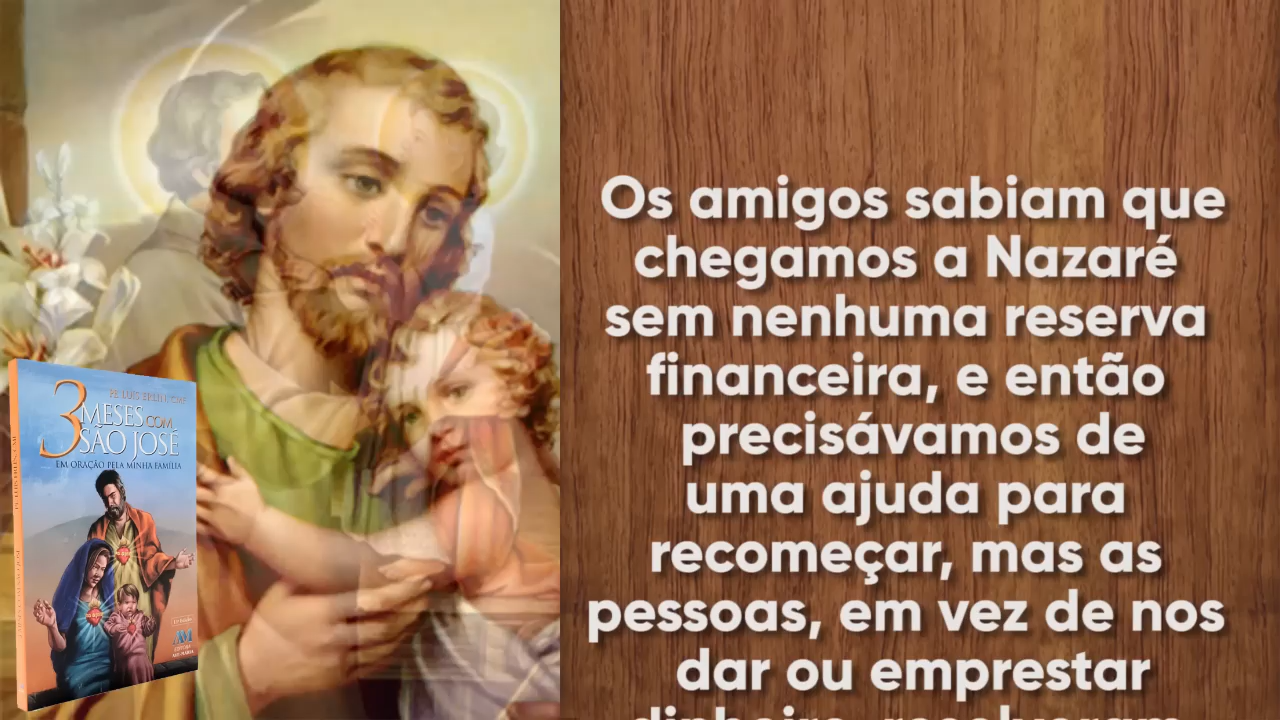 3
MESES COM
SÃO JOSÉ
EM ORAÇÃO PELA MINHA FAMÍLIA
Os amigos sabiam que
chegamos a Nazaré
sem nenhuma reserva
financeira, e então
precisávamos de
uma ajuda para
recomeçar, mas as
pessoas, em vez de nos
dar ou emprestar